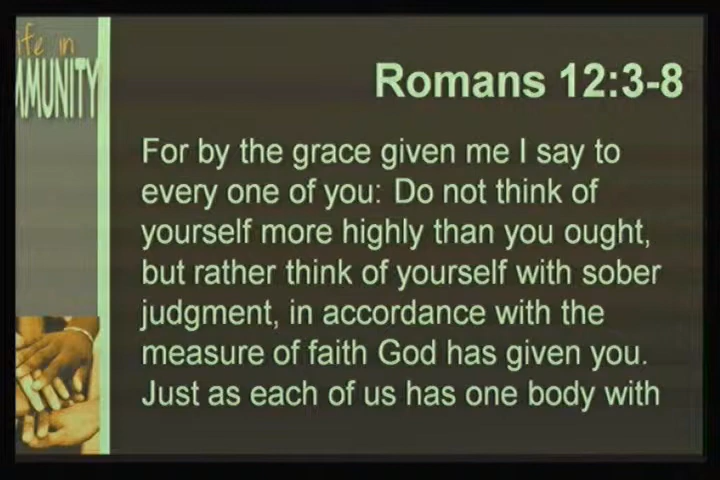 ife in
MMUNITY
Romans 12:3-8
For by the grace given me I say to
every one of you: Do not think of
yourself more highly than you ought,
but rather think of yourself with sober
judgment, in accordance with the
measure of faith God has given you.
Just as each of us has one body with